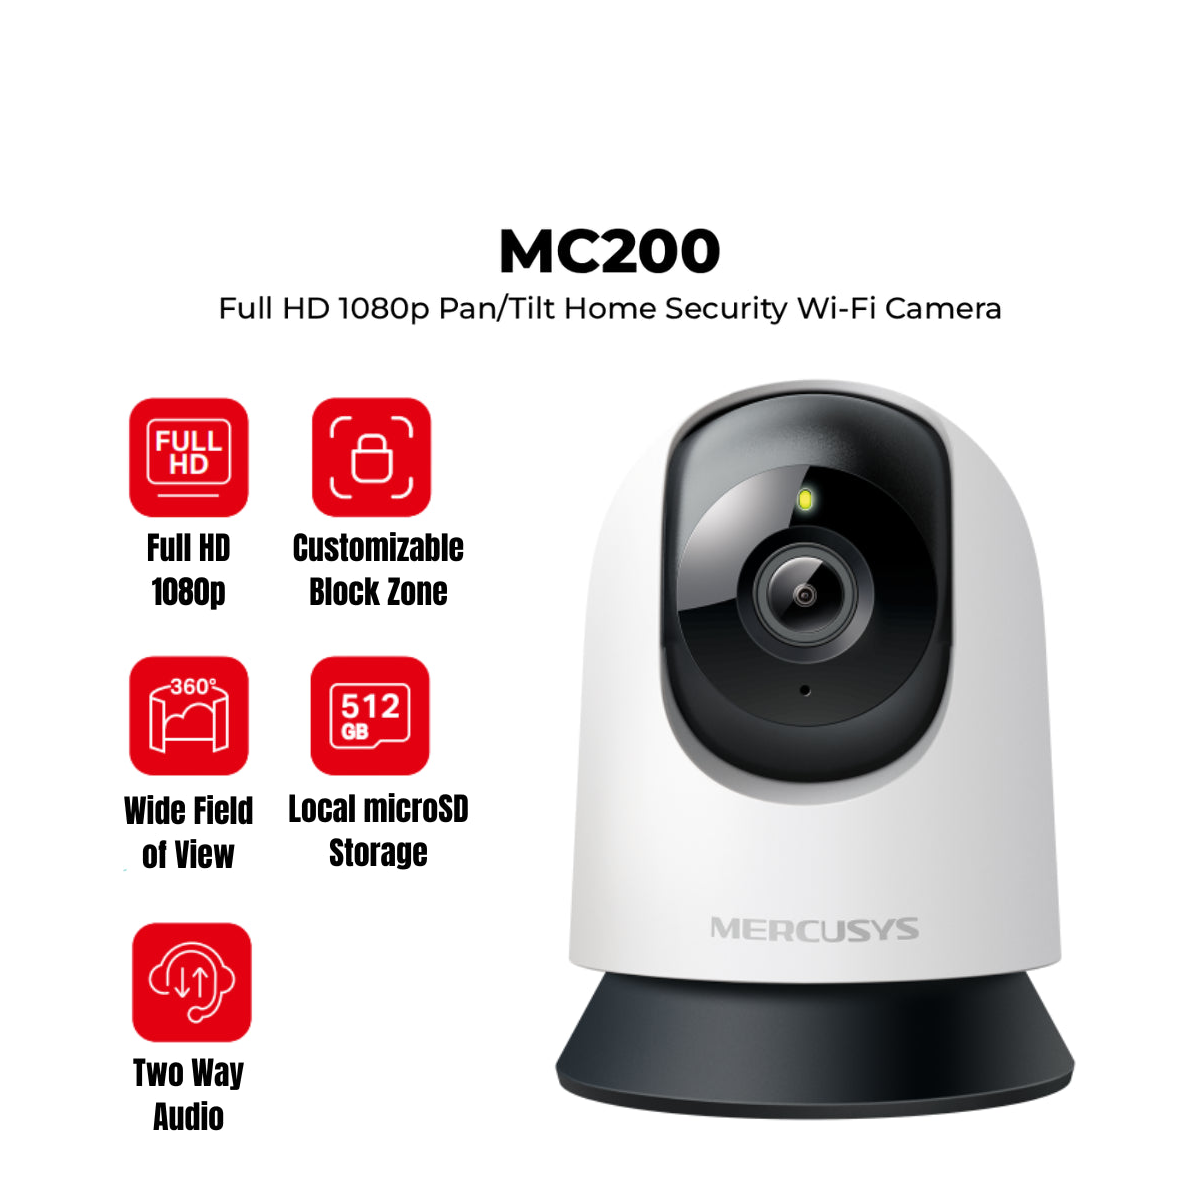 MC200
Full HD 1080p Pan/Tilt Home Security Wi-Fi Camera
FULL
HD
Full HD
1080p
Customizable
Block Zone
360°
Wide Field
of View
512
GB
Local microSD
Storage
Two Way
Audio
MERCUSYS